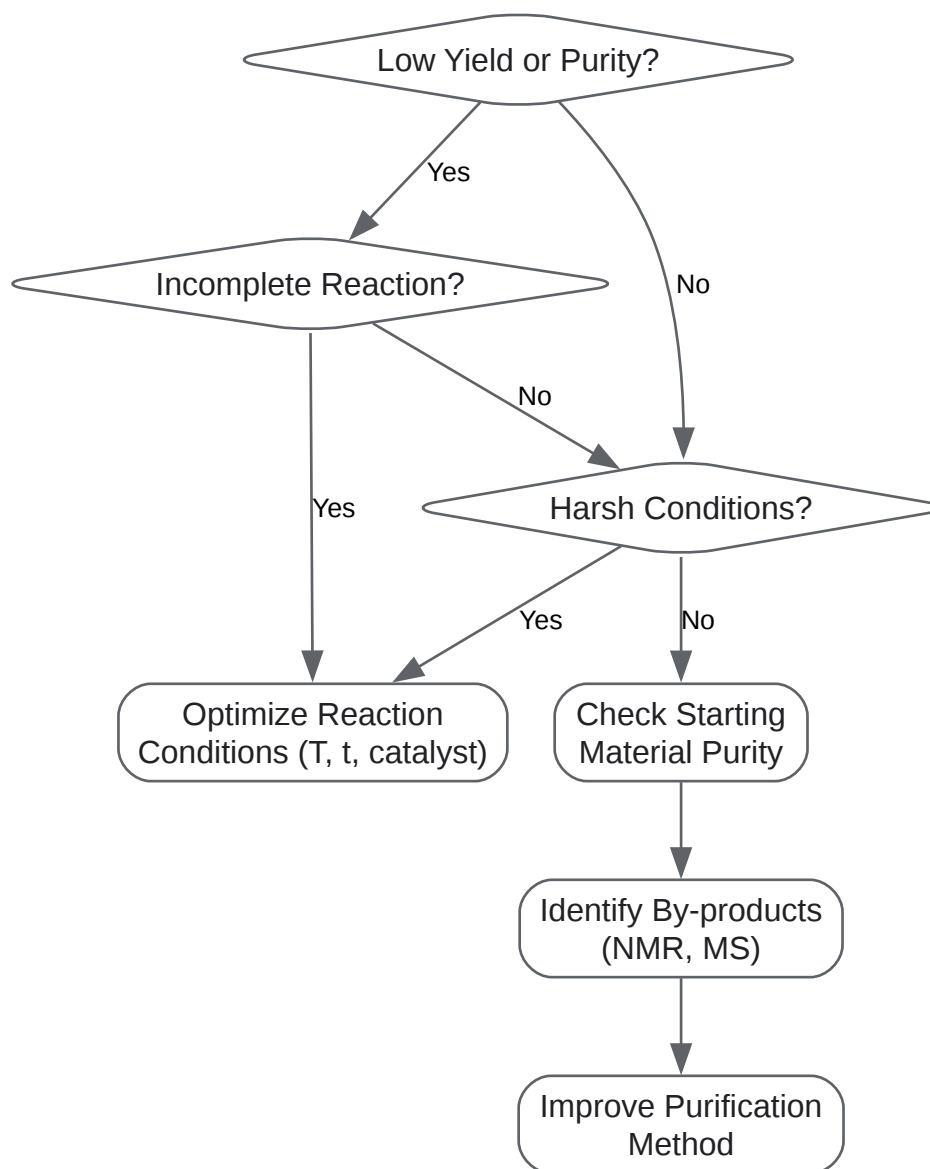 Low Yield or Purity?
Yes
Incomplete Reaction?
No
No
Yes
Harsh Conditions?
Yes
No
Optimize Reaction
Conditions (T, t, catalyst)
Check Starting
Material Purity
Identify By-products
(NMR, MS)
Improve Purification
Method